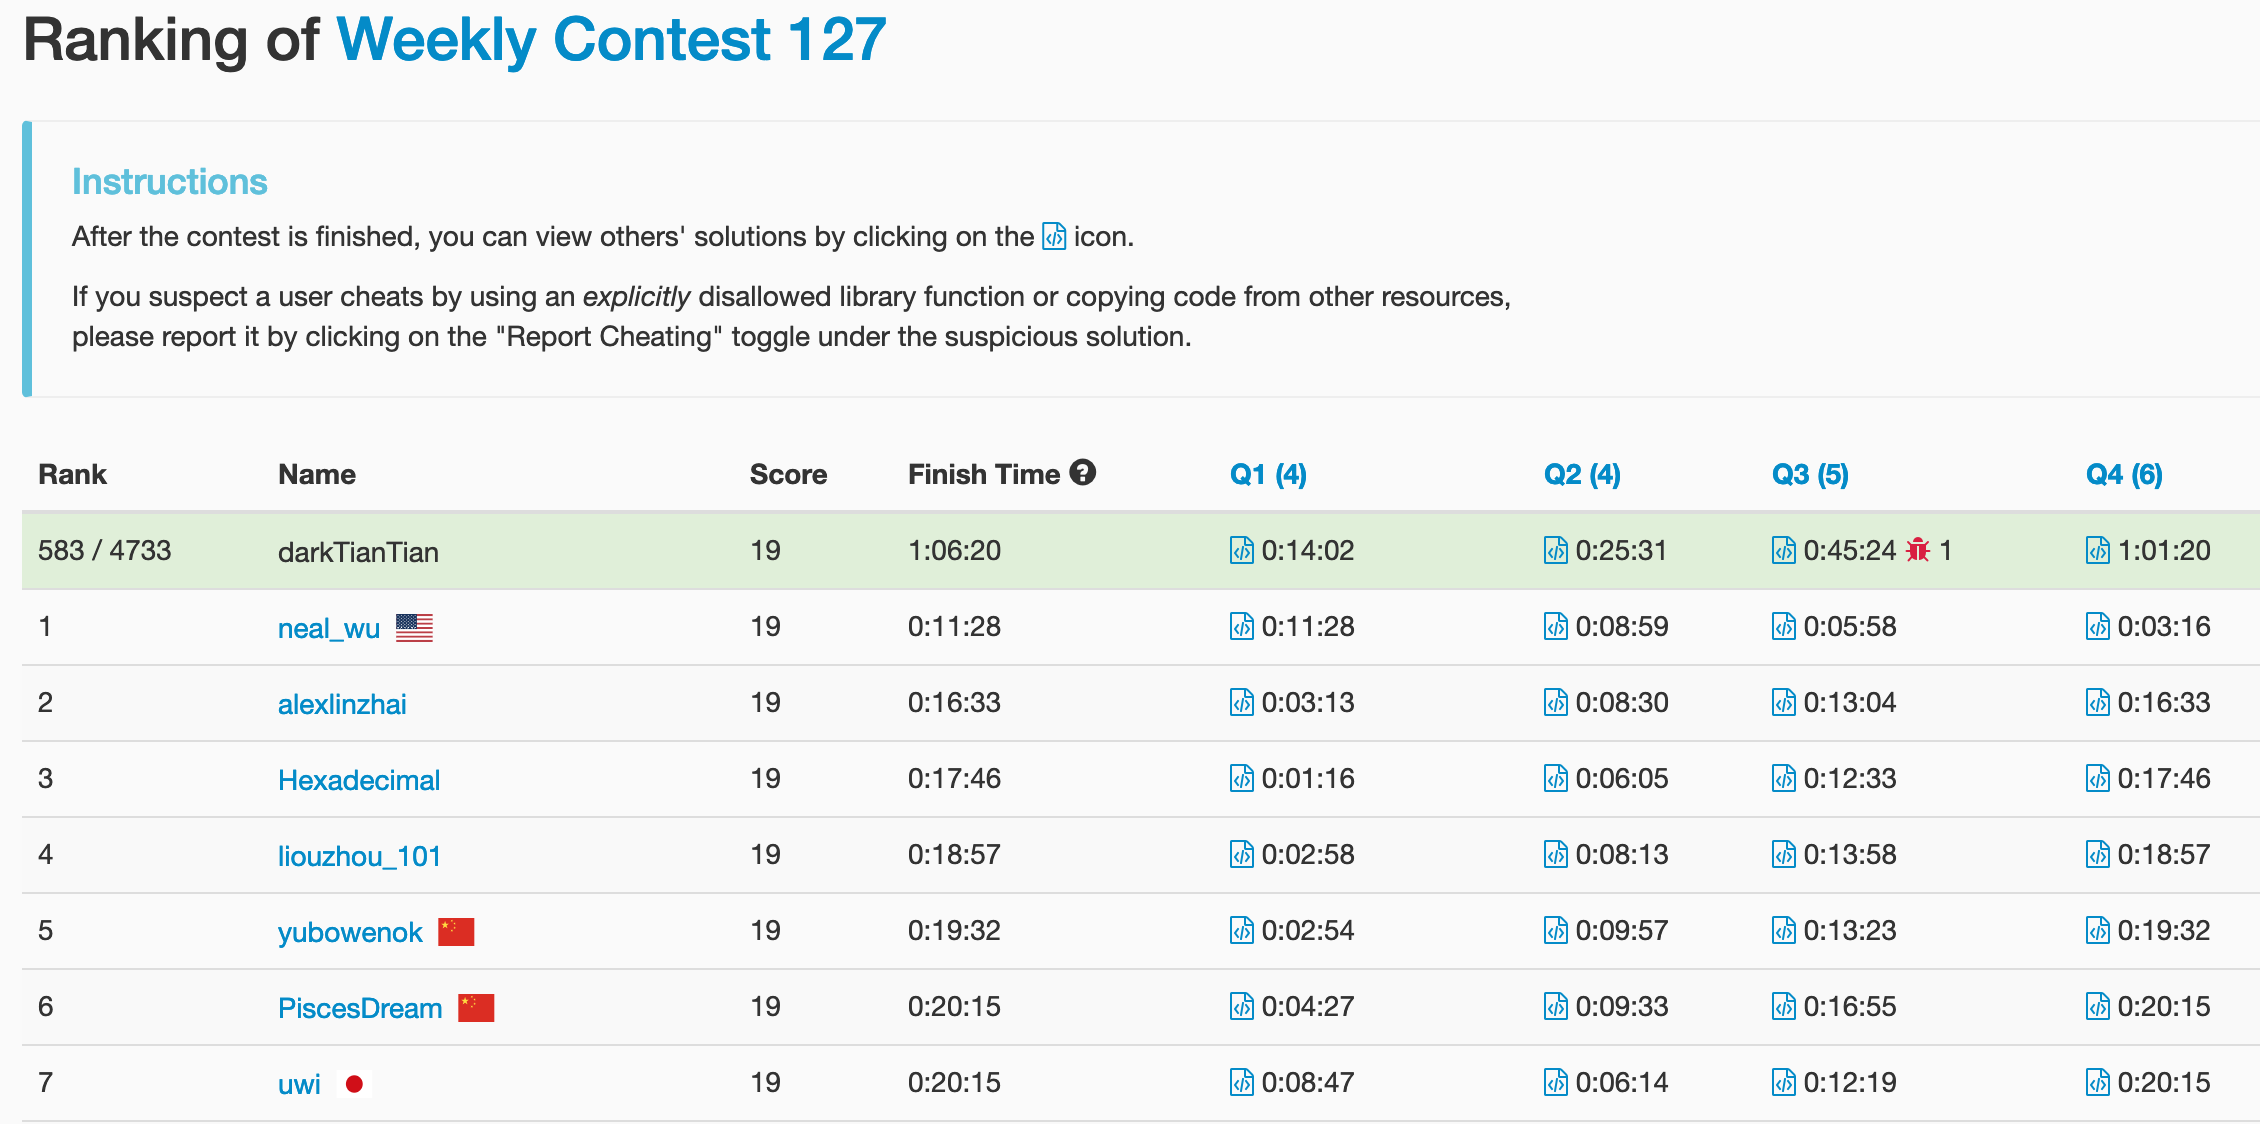 Ranking of Weekly Contest 127
Instructions
After the contest is finished, you can view others' solutions by clicking on the icon.
If you suspect a user cheats by using an explicitly disallowed library function or copying code from other resources,
please report it by clicking on the "Report Cheating" toggle under the suspicious solution.
Rank Name Score Finish Time Q1 (4) Q2 (4) Q3 (5) Q4 (6)
583 / 4733 darkTianTian 19 1:06:20 0:14:02 0:25:31 0:45:24 1 1:01:20
1 neal_wu 19 0:11:28 0:11:28 0:08:59 0:05:58 0:03:16
2 alexlinzhai 19 0:16:33 0:03:13 0:08:30 0:13:04 0:16:33
3 Hexadecimal 19 0:17:46 0:01:16 0:06:05 0:12:33 0:17:46
4 liouzhou_101 19 0:18:57 0:02:58 0:08:13 0:13:58 0:18:57
5 yubowenok 19 0:19:32 0:02:54 0:09:57 0:13:23 0:19:32
6 PiscesDream 19 0:20:15 0:04:27 0:09:33 0:16:55 0:20:15
7 uwi 19 0:20:15 0:08:47 0:06:14 0:12:19 0:20:15